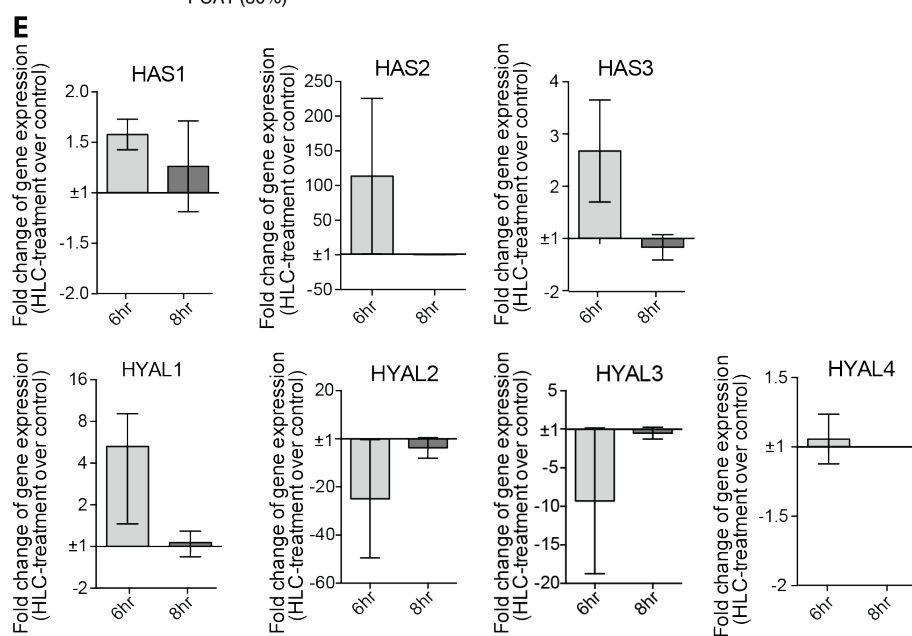 E
HAS1
Fold change of gene expression
(HLC-treatment over control)
2.0
1.5
±1
-1.5
-2.0
6hr
8hr
HAS2
Fold change of gene expression
(HLC-treatment over control)
250
200
150
100
50
±1
-50
6hr
8hr
HAS3
Fold change of gene expression
(HLC-treatment over control)
4
3
2
±1
-2
6hr
8hr
HYAL1
Fold change of gene expression
(HLC-treatment over control)
16
8
4
2
±1
-2
6hr
8hr
HYAL2
Fold change of gene expression
(HLC-treatment over control)
20
±1
-20
-40
-60
6hr
8hr
HYAL3
Fold change of gene expression
(HLC-treatment over control)
5
±1
-5
-10
-15
-20
6hr
8hr
HYAL4
Fold change of gene expression
(HLC-treatment over control)
1.5
±1
-1.5
-2
6hr
8hr